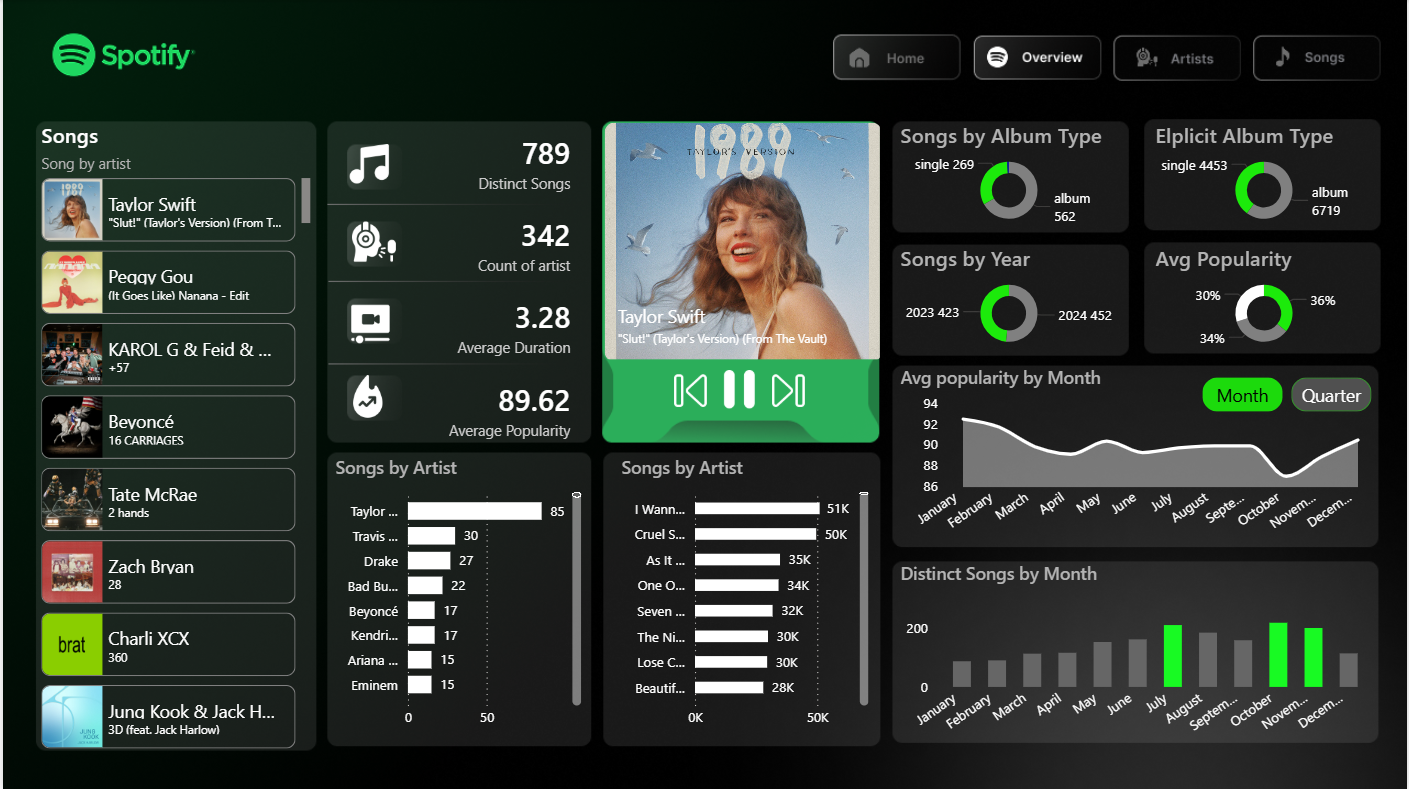 Spotify
Home
Overview
Artists
Songs
Songs
Song by artist
Taylor Swift
"Slut!" (Taylor's Version) (From T...
Peggy Gou
(It Goes Like) Nanana - Edit
KAROL G & Feid & ...
+57
Beyoncé
16 CARRIAGES
Tate McRae
2 hands
Zach Bryan
28
brat
Charli XCX
360
JUNG
KOOK
Jung Kook & Jack H...
3D (feat. Jack Harlow)
789
Distinct Songs
342
Count of artist
3.28
Average Duration
89.62
Average Popularity
1989
TAYLOR'S VERSION
Taylor Swift
"Slut!" (Taylor's Version) (From The Vault)
Songs by Artist
Taylor ...
85
Travis ...
30
Drake
27
Bad Bu...
22
Beyoncé
17
Kendri...
17
Ariana ...
15
Eminem
15
0
50
Songs by Artist
I Wann...
51K
Cruel S...
50K
As It ...
35K
One O...
34K
Seven ...
32K
The Ni...
30K
Lose C...
30K
Beautif...
28K
0K
50K
Songs by Album Type
single 269
album
562
Elplicit Album Type
single 4453
album
6719
Songs by Year
2023 423
2024 452
Avg Popularity
30%
36%
34%
Avg popularity by Month
Month
Quarter
94
92
90
88
86
January
February
March
April
May
June
July
August
Septe...
October
Novem...
Decem...
Distinct Songs by Month
200
0
January
February
March
April
May
June
July
August
Septem...
October
Novem...
Decem...